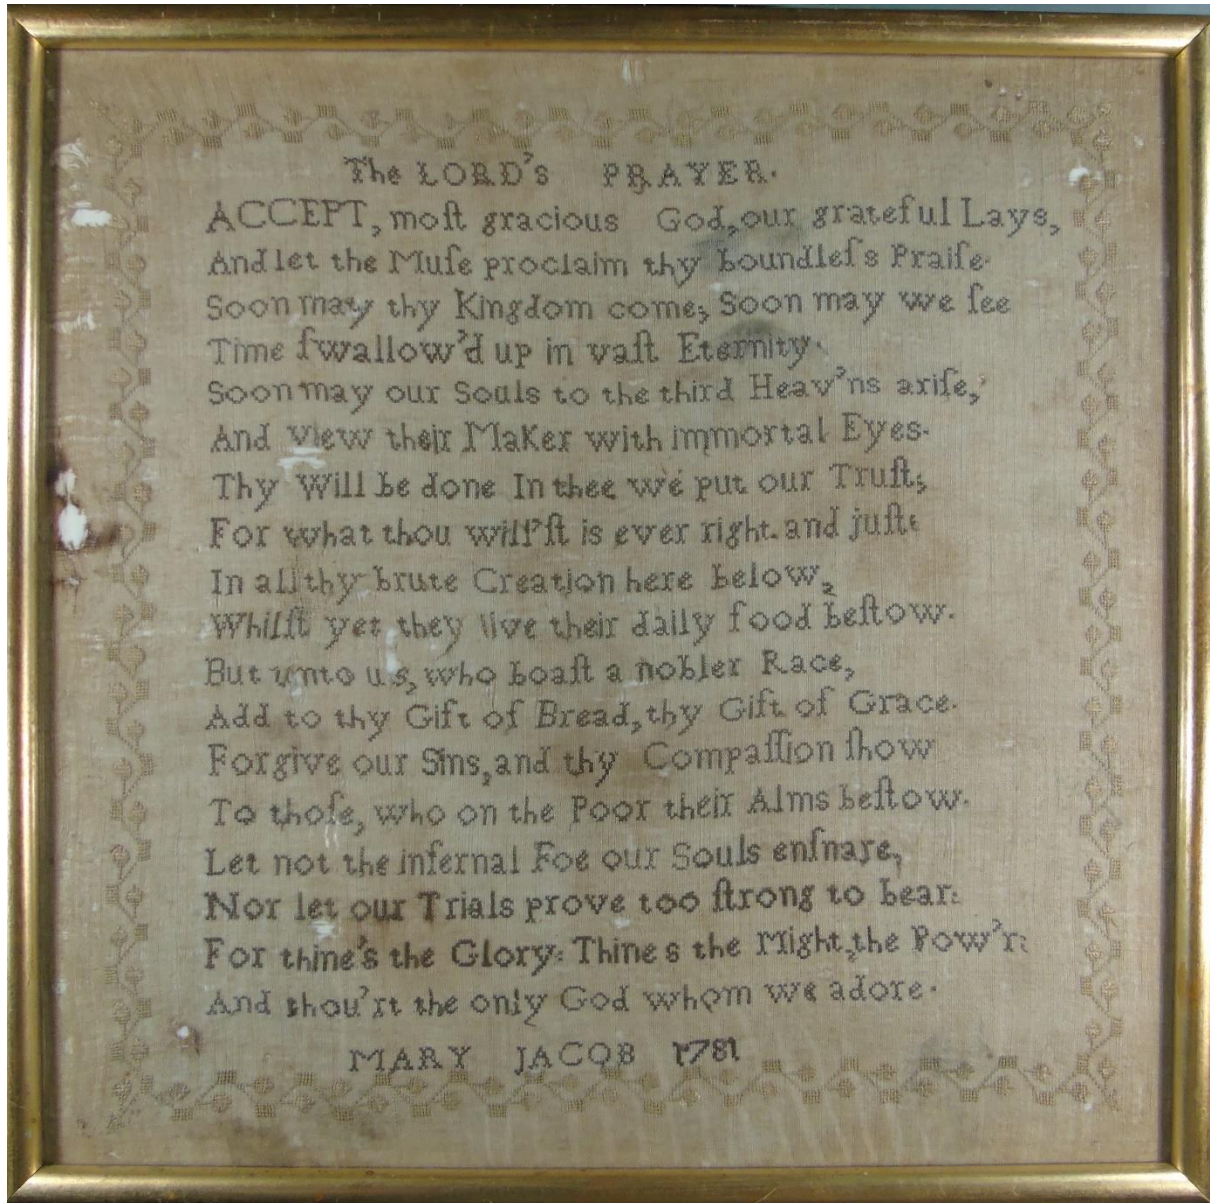 The LORD's PRAYER.
ACCEPT, moſt gracious God, our grateful Lays,
And let the Muſe proclaim thy boundleſs Praiſe.
Soon may thy Kingdom come; Soon may we ſee
Time ſwallow'd up in vaſt Eternity.
Soon may our Souls to the third Heav'ns ariſe,
And View their Maker with immortal Eyes.
Thy Will be done In thee we put our Truſt;
For what thou will'ſt is ever right and juſt:
In all thy brute Creation here below,
Whilſt yet they live their daily food beſtow.
But unto us, who boaſt a nobler Race,
Add to thy Gift of Bread, thy Gift of Grace.
Forgive our Sins, and thy Compaſſion ſhow
To thoſe, who on the Poor their Alms beſtow.
Let not the infernal Foe our Souls enſnare,
Nor let our Trials prove too ſtrong to bear:
For thine's the Glory: Thine s the Might, the Pow'r:
And thou'rt the only God whom we adore.
MARY JACOB 1781